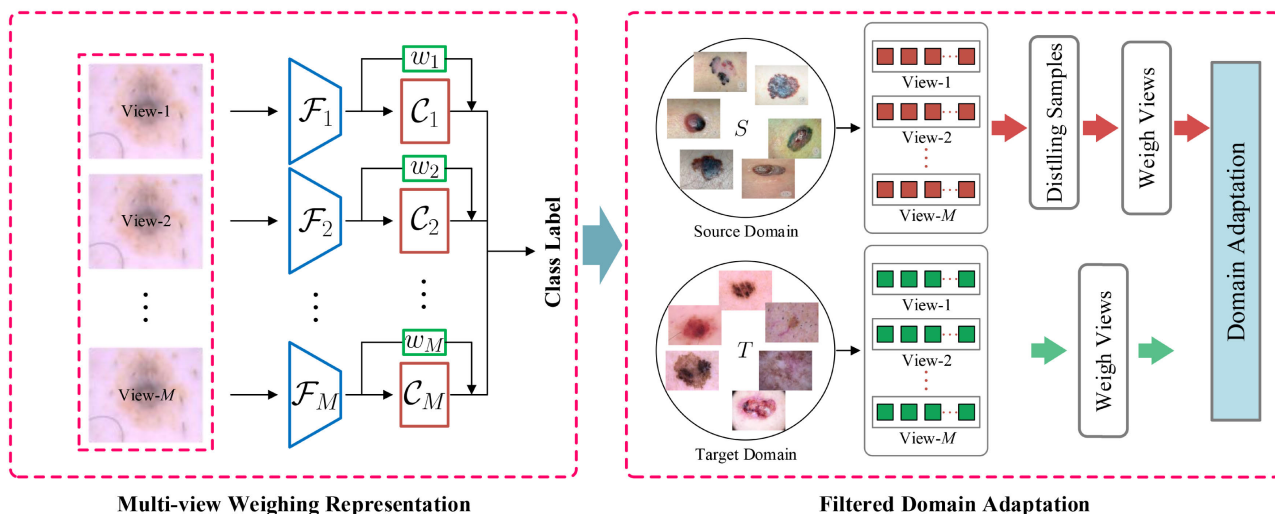 View-1
View-2
View-M
F1
F2
FM
w1
C1
w2
C2
wM
CM
Class Label
Multi-view Weighing Representation
S
Source Domain
T
Target Domain
View-1
View-2
View-M
View-1
View-2
View-M
Distlling Samples
Weigh Views
Weigh Views
Domain Adaptation
Filtered Domain Adaptation